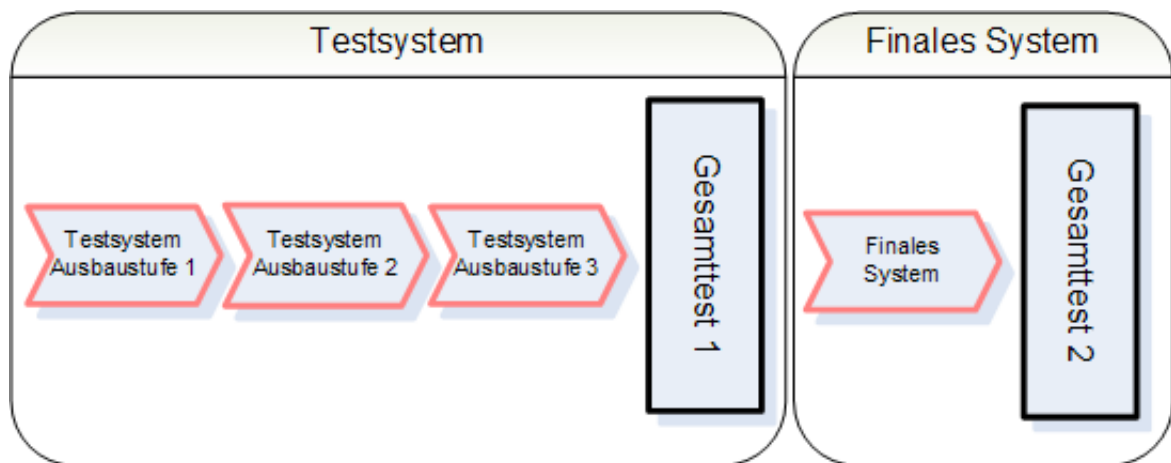 Testsystem
Testsystem
Ausbaustufe 1
Testsystem
Ausbaustufe 2
Testsystem
Ausbaustufe 3
Gesamttest 1
Finales System
Finales
System
Gesamttest 2